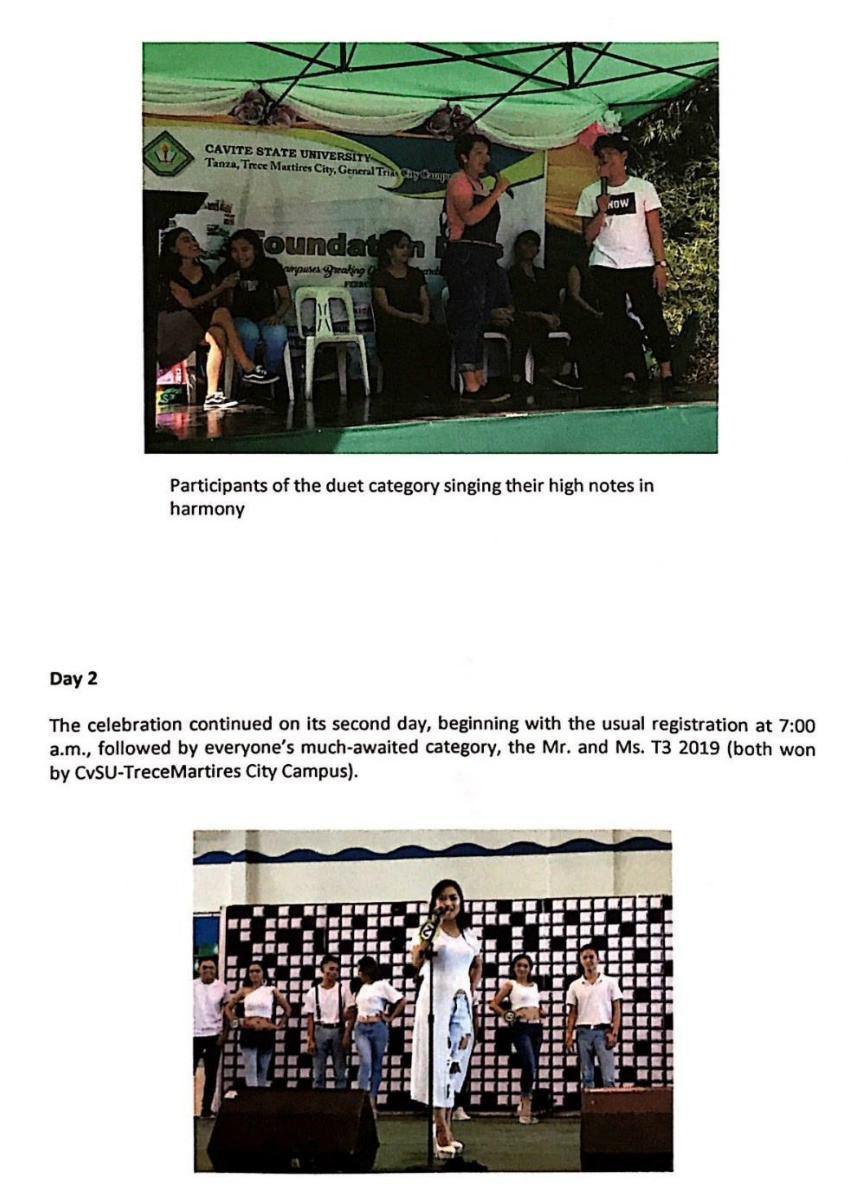 CAVITE STATE UNIVERSITY
Tanza, Trece Martires City, General Trias City Campus
Foundation
Campuses Breaking
HOW
Participants of the duet category singing their high notes in
harmony
Day 2
The celebration continued on its second day, beginning with the usual registration at 7:00
a.m., followed by everyone's much-awaited category, the Mr. and Ms. T3 2019 (both won
by CvSU-TreceMartires City Campus).